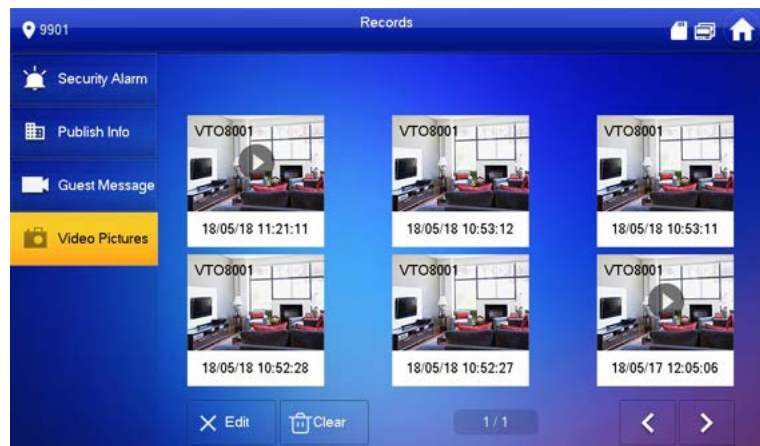 9901
Records
Security Alarm
Publish Info
Guest Message
Video Pictures
VTO8001
VTO8001
VTO8001
18/05/18 11:21:11
18/05/18 10:53:12
18/05/18 10:53:11
VTO8001
VTO8001
VTO8001
18/05/18 10:52:28
18/05/18 10:52:27
18/05/17 12:05:06
Edit
Clear
1 / 1